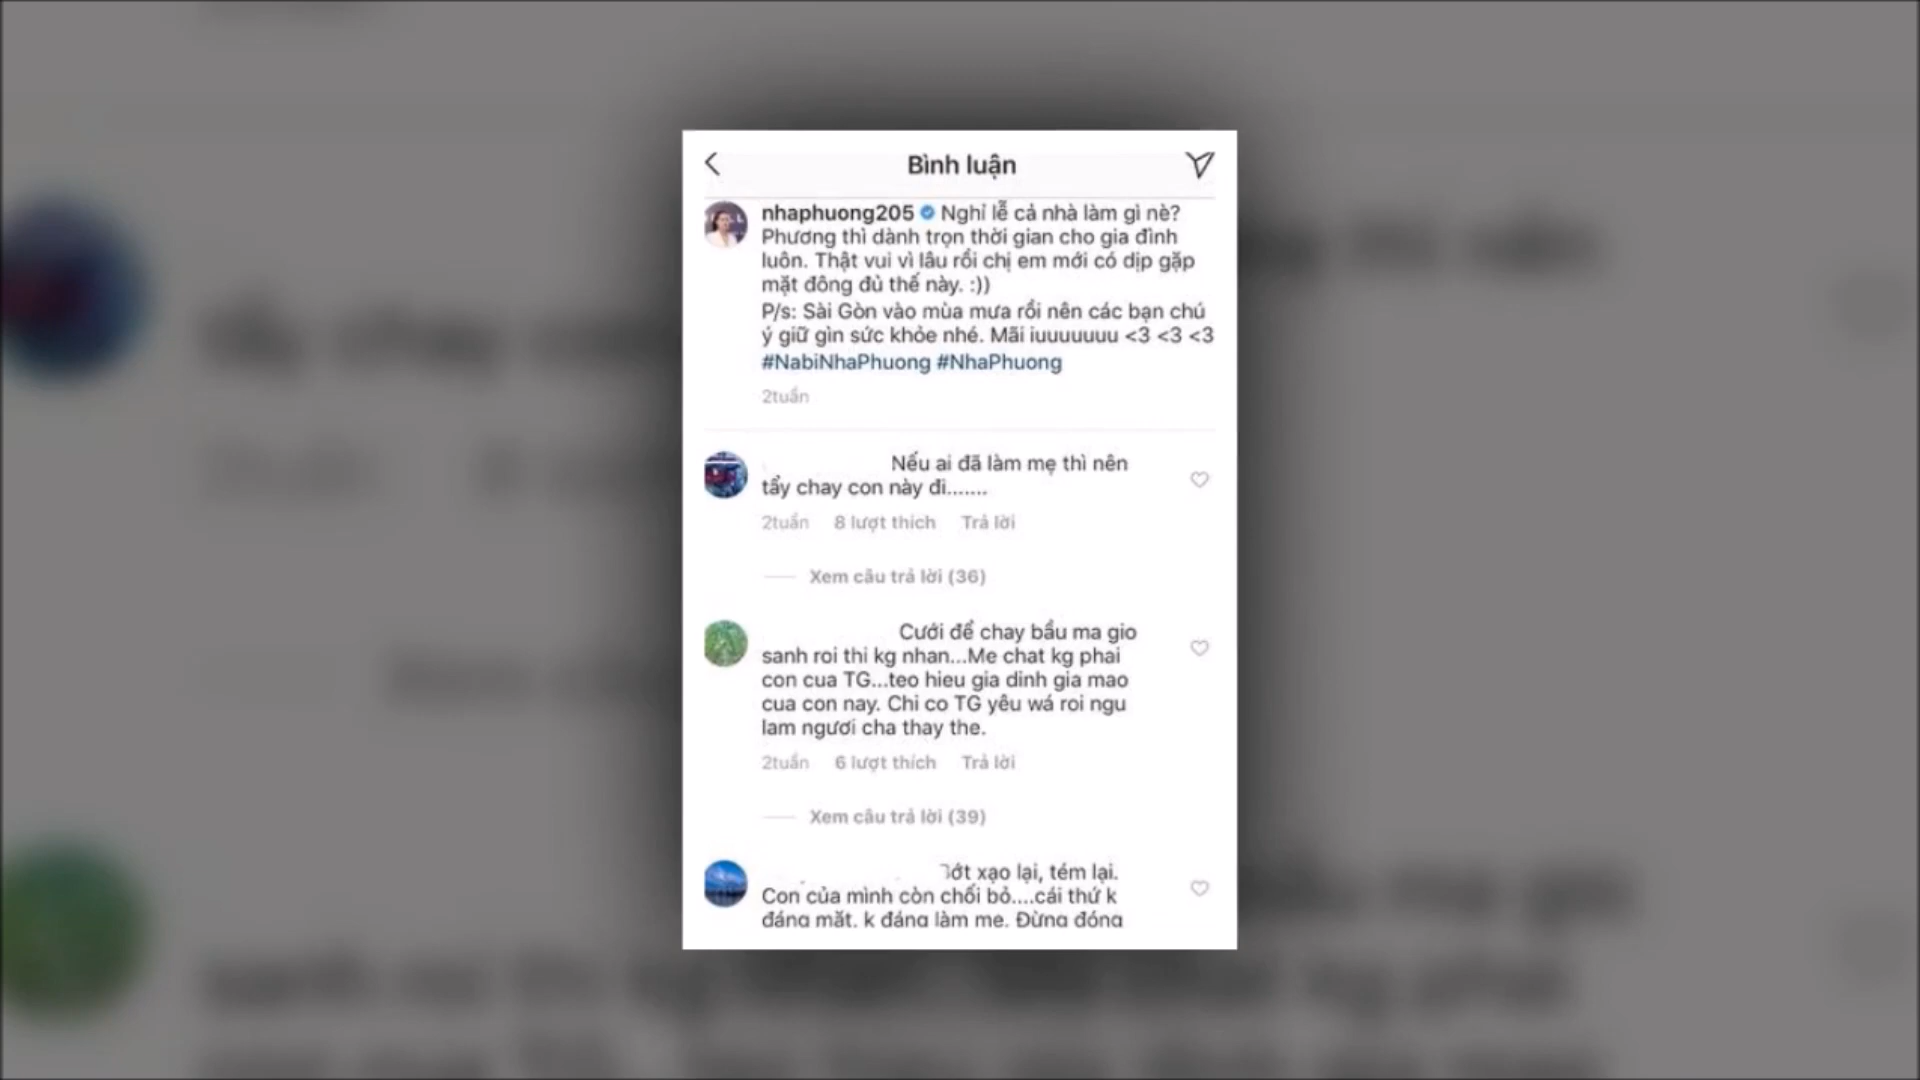 Bình luận
nhaphuong205 Nghỉ lễ cả nhà làm gì nè?
Phương thì dành trọn thời gian cho gia đình
luôn. Thật vui vì lâu rồi chị em mới có dịp gặp
mặt đông đủ thế này. :))
P/s: Sài Gòn vào mùa mưa rồi nên các bạn chú
ý giữ gìn sức khỏe nhé. Mãi iuuuuuuu <3 <3 <3
#NabiNhaPhuong #NhaPhuong
2tuần
Nếu ai đã làm mẹ thì nên
tẩy chay con này đi.......
2tuần 8 lượt thích Trả lời
Xem câu trả lời (36)
Cưới để chay bầu ma gio
sanh roi thi kg nhan...Me chat kg phai
con cua TG...teo hieu gia dinh gia mao
cua con nay. Chi co TG yêu wá roi ngu
lam ngươi cha thay the.
2tuần 6 lượt thích Trả lời
Xem câu trả lời (39)
xạo lại, tém lại.
Con của mình còn chối bỏ....cái thứ k
đáng mặt, k đáng làm mẹ. Đừng đóng